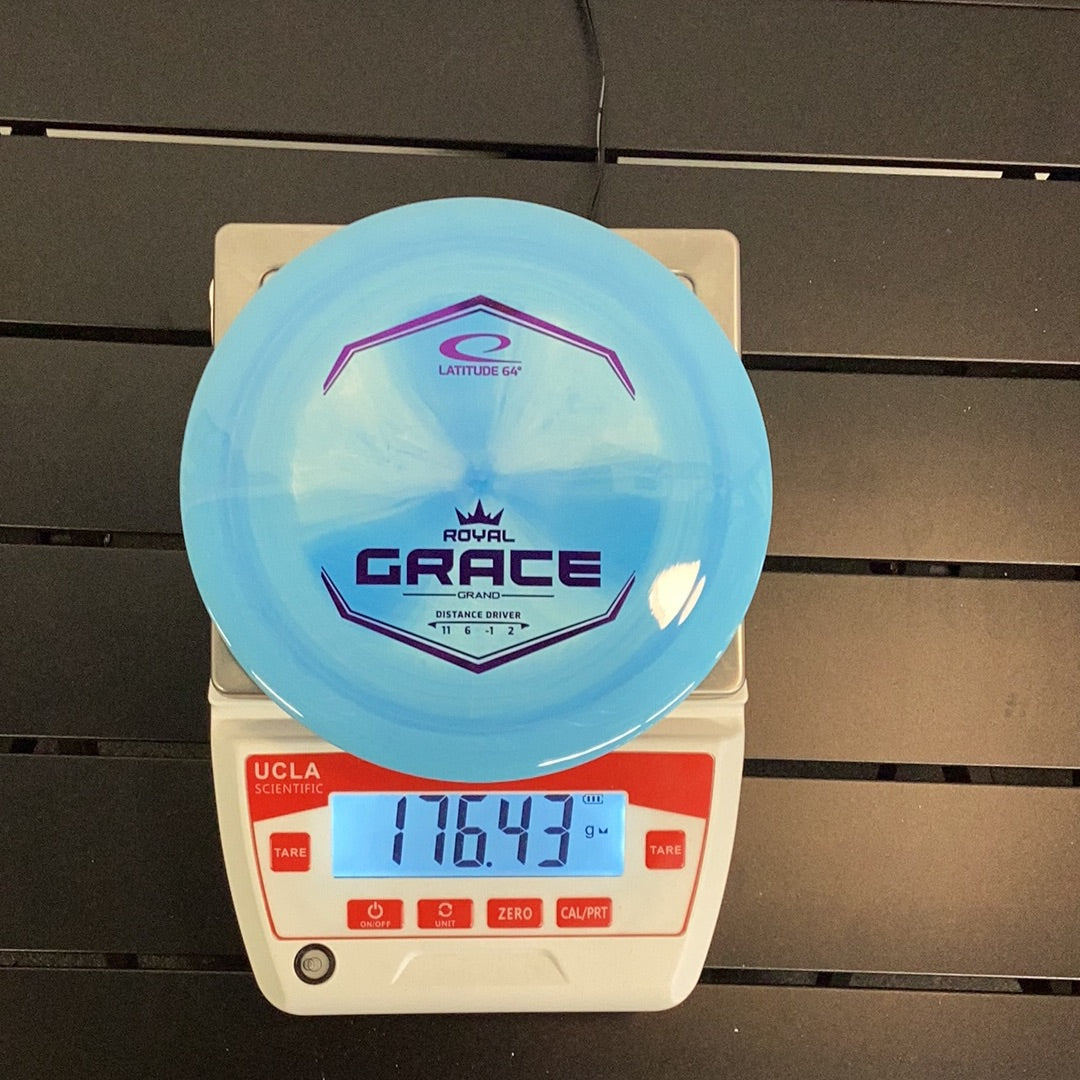 LATITUDE 64°
ROYAL
GRACE
GRAND
DISTANCE DRIVER
11 6 -1 2
UCLA
SCIENTIFIC
176.43 g
TARE
TARE
ON/OFF
UNIT
ZERO
CAL/PRT